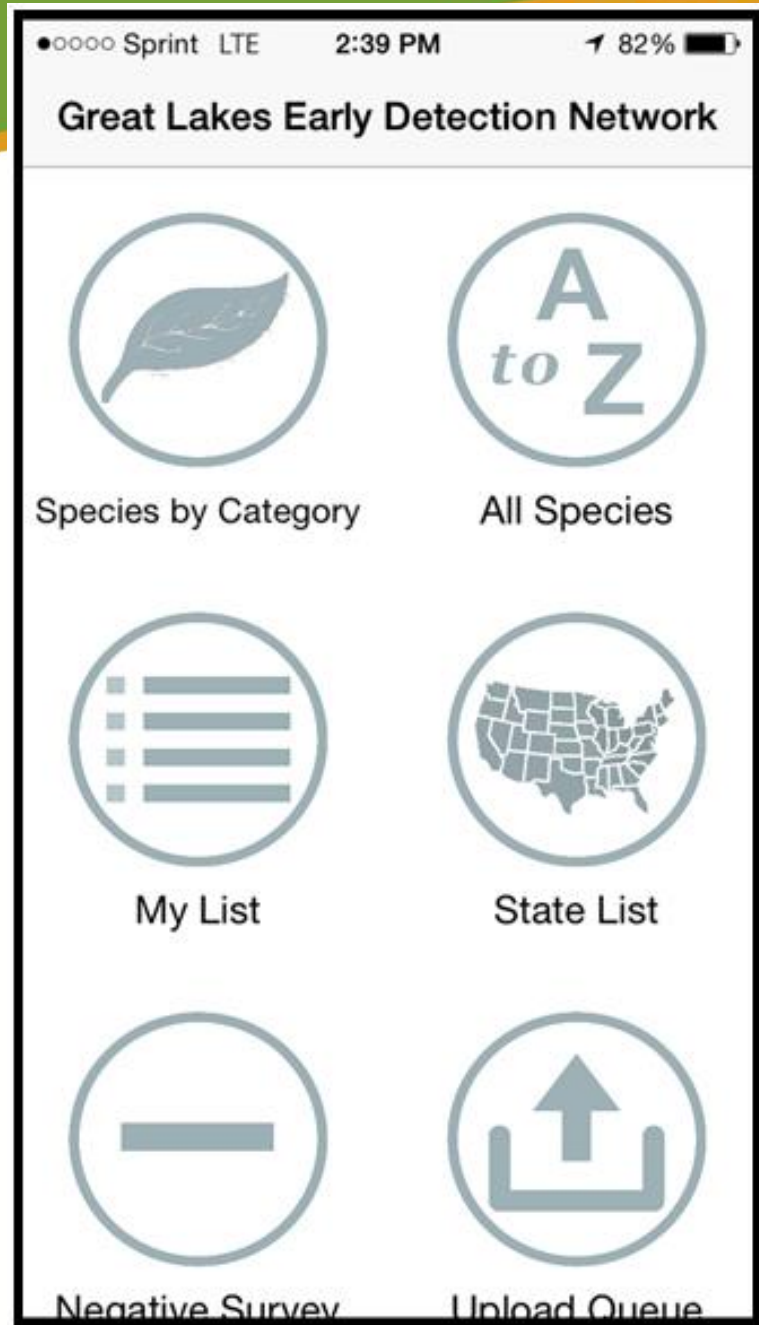 Sprint LTE 2:39 PM 82%
Great Lakes Early Detection Network
A
to Z
Species by Category All Species
My List State List
Negative Survey Upload Queue